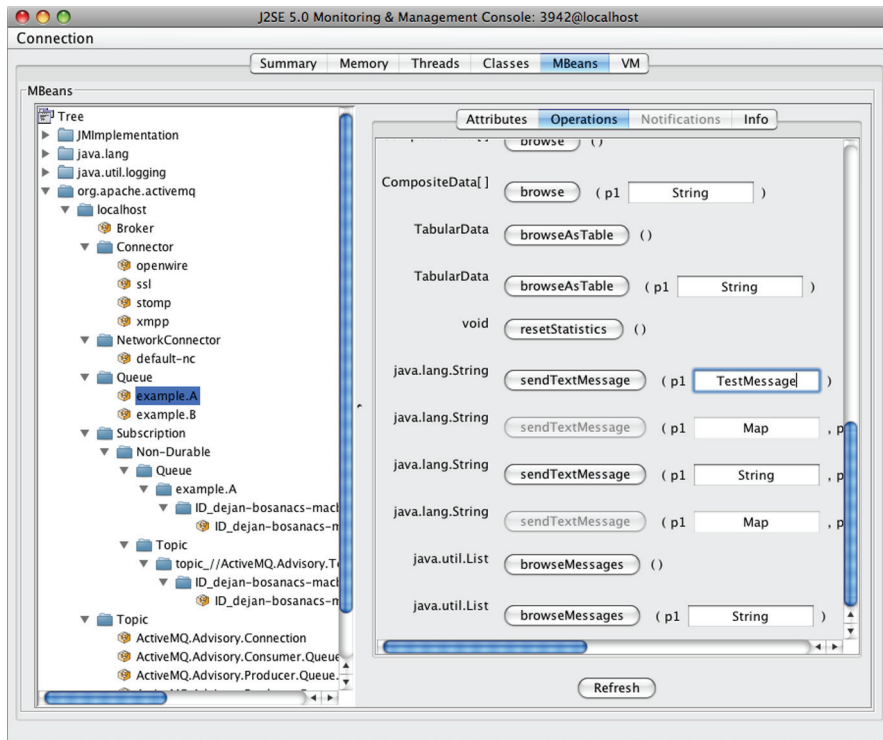 J2SE 5.0 Monitoring & Management Console: 3942@localhost
Connection
Summary Memory Threads Classes MBeans VM
MBeans
Tree
JMImplementation
java.lang
java.util.logging
org.apache.activemq
localhost
Broker
Connector
openwire
ssl
stomp
xmpp
NetworkConnector
default-nc
Queue
example.A
example.B
Subscription
Non-Durable
Queue
example.A
ID_dejan-bosanacs-macl
ID_dejan-bosanacs-m
Topic
topic_//ActiveMQ.Advisory.T
ID_dejan-bosanacs-macl
ID_dejan-bosanacs-m
Topic
ActiveMQ.Advisory.Connection
ActiveMQ.Advisory.Consumer.Queue
ActiveMQ.Advisory.Producer.Queue.
Attributes Operations Notifications Info
browse ()
CompositeData[] browse ( p1 String )
TabularData browseAsTable ()
TabularData browseAsTable ( p1 String )
void resetStatistics ()
java.lang.String sendTextMessage ( p1 TestMessage )
java.lang.String sendTextMessage ( p1 Map , p
java.lang.String sendTextMessage ( p1 String , p
java.lang.String sendTextMessage ( p1 Map , p
java.util.List browseMessages ()
java.util.List browseMessages ( p1 String )
Refresh